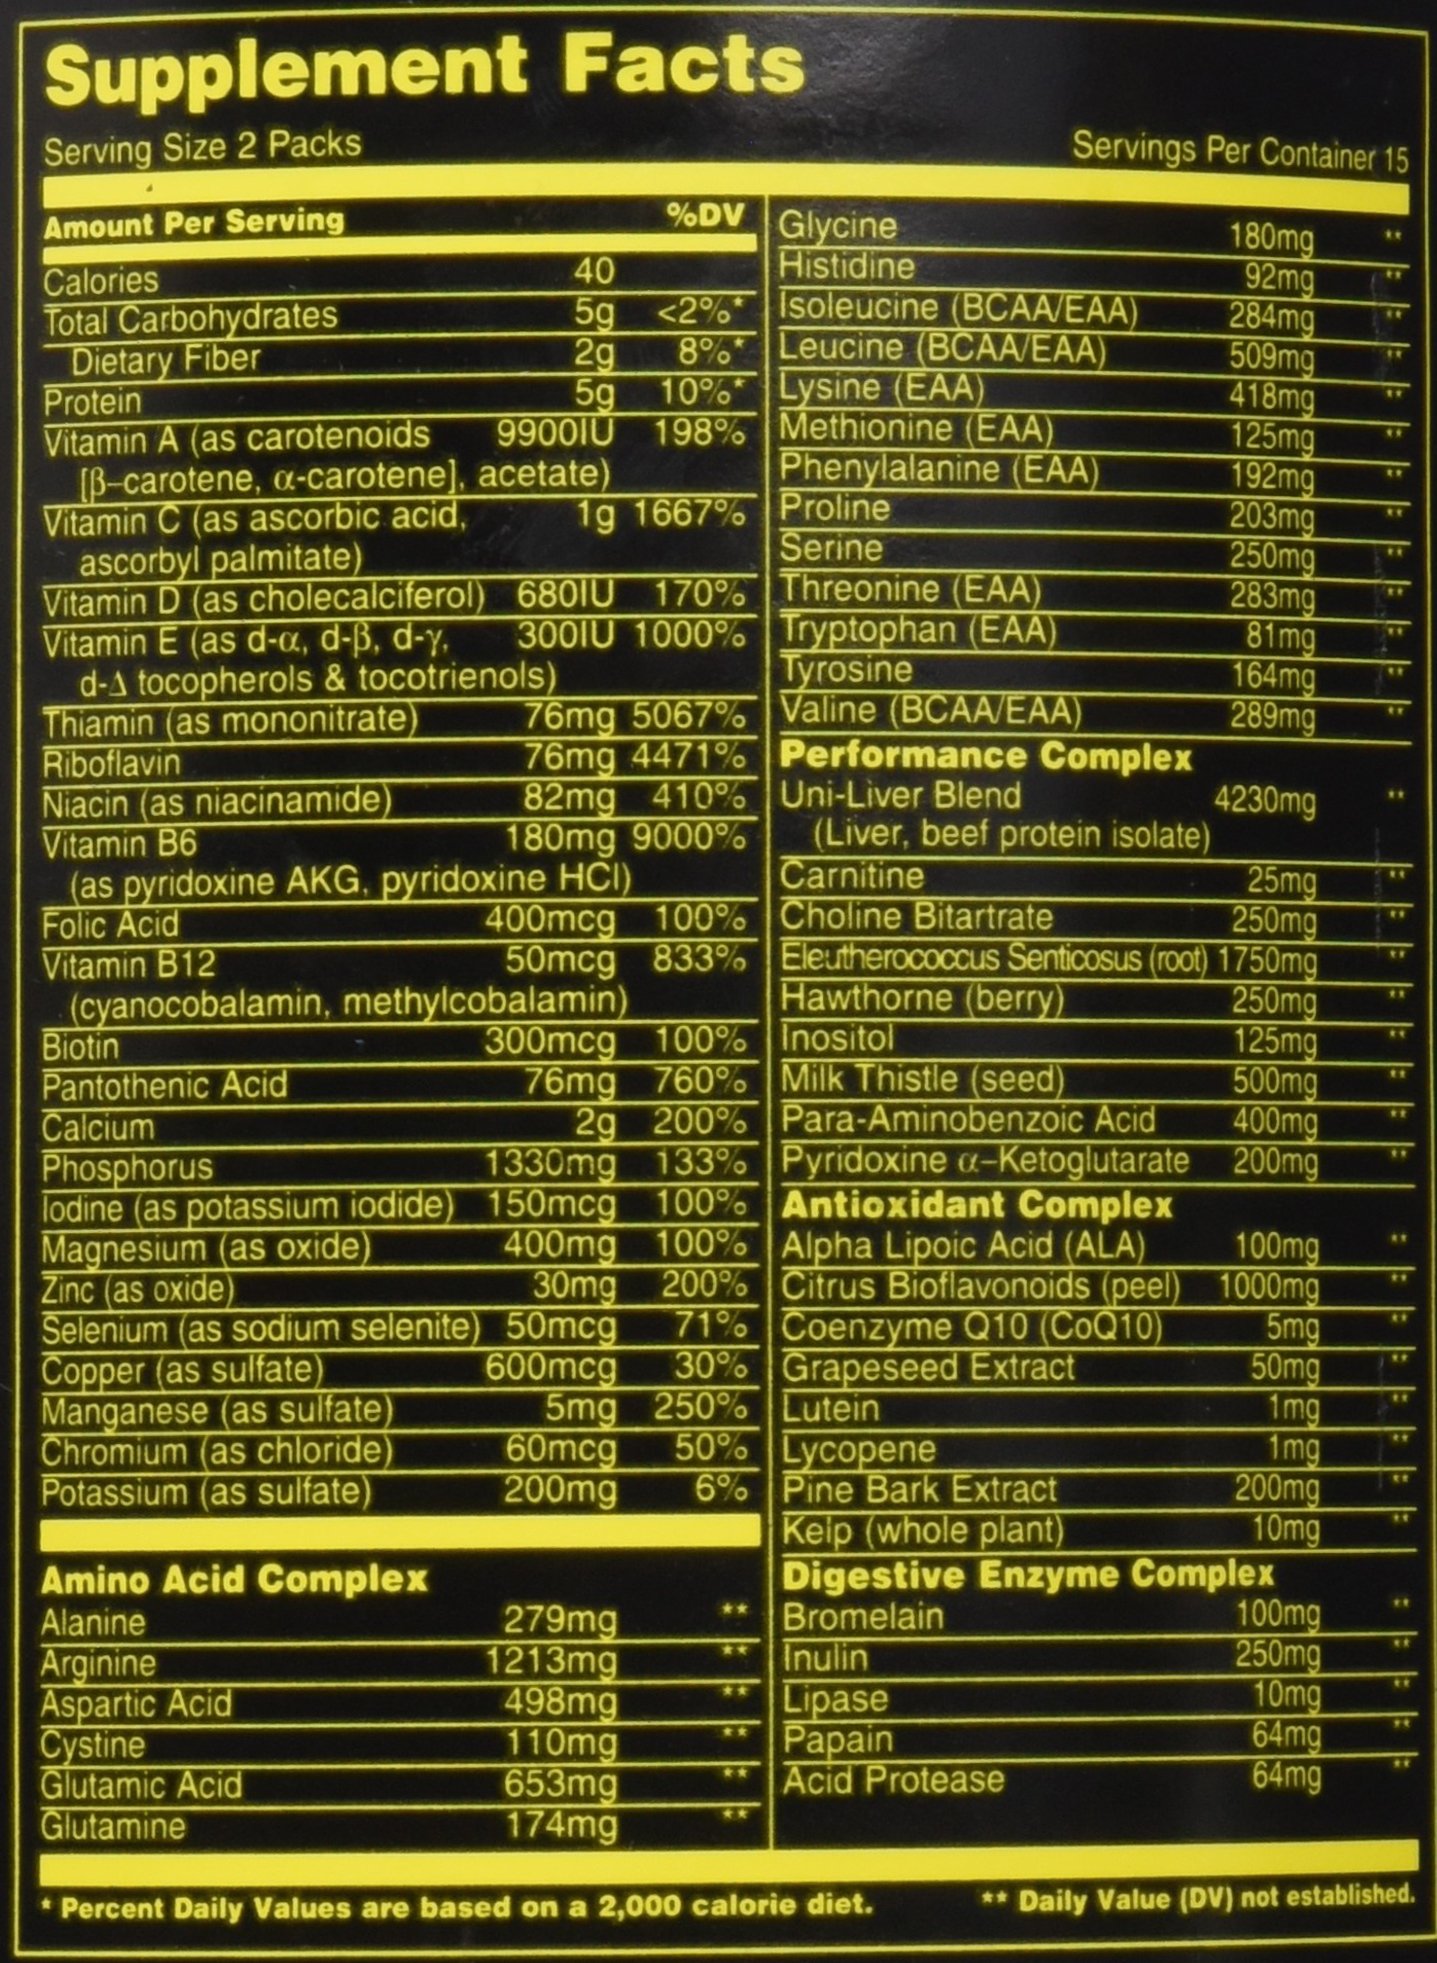 Supplement Facts
Serving Size 2 Packs Servings Per Container 15
Amount Per Serving %DV
Calories 40
Total Carbohydrates 5g <2%*
Dietary Fiber 2g 8%*
Protein 5g 10%*
Vitamin A (as carotenoids 9900IU 198%
[β–carotene, α-carotene], acetate)
Vitamin C (as ascorbic acid, 1g 1667%
ascorbyl palmitate)
Vitamin D (as cholecalciferol) 680IU 170%
Vitamin E (as d-α, d-β, d-γ, 300IU 1000%
d-Δ tocopherols & tocotrienols)
Thiamin (as mononitrate) 76mg 5067%
Riboflavin 76mg 4471%
Niacin (as niacinamide) 82mg 410%
Vitamin B6 180mg 9000%
(as pyridoxine AKG, pyridoxine HCl)
Folic Acid 400mcg 100%
Vitamin B12 50mcg 833%
(cyanocobalamin, methylcobalamin)
Biotin 300mcg 100%
Pantothenic Acid 76mg 760%
Calcium 2g 200%
Phosphorus 1330mg 133%
Iodine (as potassium iodide) 150mcg 100%
Magnesium (as oxide) 400mg 100%
Zinc (as oxide) 30mg 200%
Selenium (as sodium selenite) 50mcg 71%
Copper (as sulfate) 600mcg 30%
Manganese (as sulfate) 5mg 250%
Chromium (as chloride) 60mcg 50%
Potassium (as sulfate) 200mg 6%
Amino Acid Complex
Alanine 279mg **
Arginine 1213mg **
Aspartic Acid 498mg **
Cystine 110mg **
Glutamic Acid 653mg **
Glutamine 174mg **
Glycine 180mg **
Histidine 92mg **
Isoleucine (BCAA/EAA) 284mg **
Leucine (BCAA/EAA) 509mg **
Lysine (EAA) 418mg **
Methionine (EAA) 125mg **
Phenylalanine (EAA) 192mg **
Proline 203mg **
Serine 250mg **
Threonine (EAA) 283mg **
Tryptophan (EAA) 81mg **
Tyrosine 164mg **
Valine (BCAA/EAA) 289mg **
Performance Complex
Uni-Liver Blend 4230mg **
(Liver, beef protein isolate)
Carnitine 25mg **
Choline Bitartrate 250mg **
Eleutherococcus Senticosus (root) 1750mg **
Hawthorne (berry) 250mg **
Inositol 125mg **
Milk Thistle (seed) 500mg **
Para-Aminobenzoic Acid 400mg **
Pyridoxine α–Ketoglutarate 200mg **
Antioxidant Complex
Alpha Lipoic Acid (ALA) 100mg **
Citrus Bioflavonoids (peel) 1000mg **
Coenzyme Q10 (CoQ10) 5mg **
Grapeseed Extract 50mg **
Lutein 1mg **
Lycopene 1mg **
Pine Bark Extract 200mg **
Kelp (whole plant) 10mg **
Digestive Enzyme Complex
Bromelain 100mg **
Inulin 250mg **
Lipase 10mg **
Papain 64mg **
Acid Protease 64mg **
* Percent Daily Values are based on a 2,000 calorie diet. ** Daily Value (DV) not established.